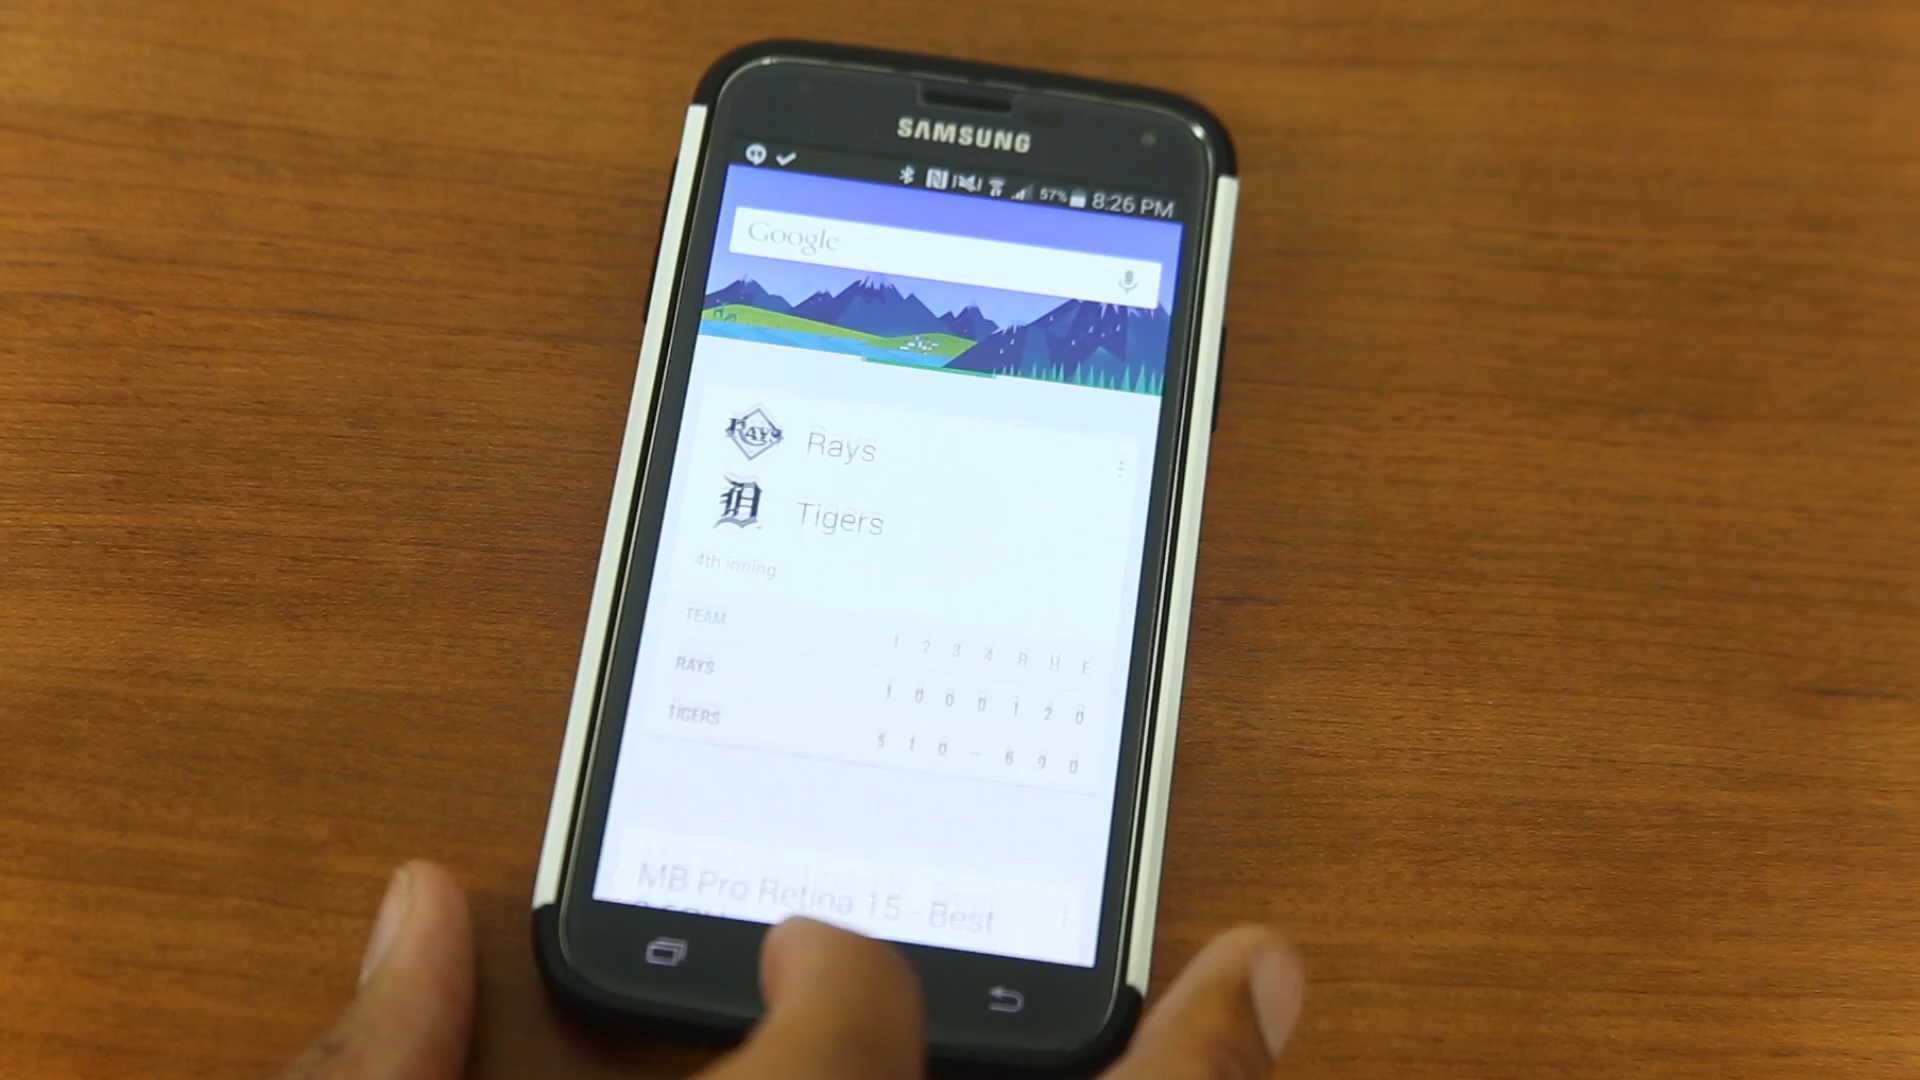 SAMSUNG
57% 8:26 PM
Google
RAYS Rays
D Tigers
4th inning
TEAM 1 2 3 4 R H E
RAYS 1 0 0 0 1 2 0
TIGERS 5 1 0 - 6 9 0
MB Pro Retina 15 - Best